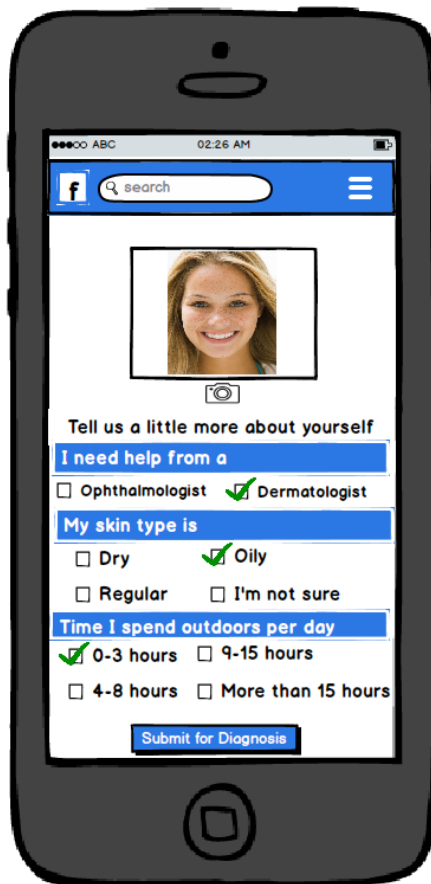 ABC 02:26 AM
f search
Tell us a little more about yourself
I need help from a
Ophthalmologist Dermatologist
My skin type is
Dry Oily
Regular I'm not sure
Time I spend outdoors per day
0-3 hours 9-15 hours
4-8 hours More than 15 hours
Submit for Diagnosis